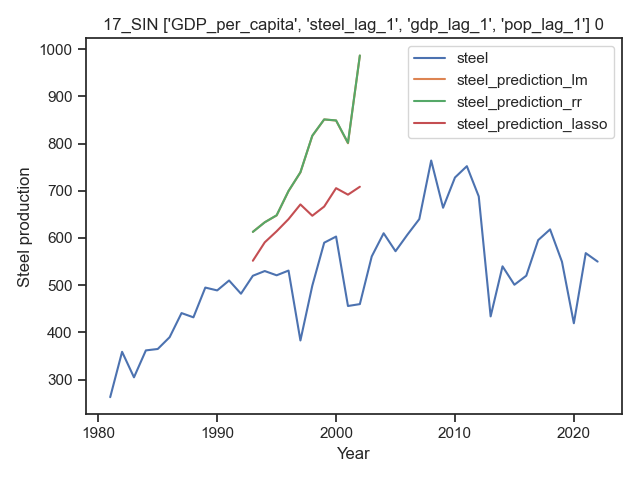 17_SIN ['GDP_per_capita', 'steel_lag_1', 'gdp_lag_1', 'pop_lag_1'] 0
steel
steel_prediction_lm
steel_prediction_rr
steel_prediction_lasso
Steel production
1000
900
800
700
600
500
400
300
1980
1990
2000
2010
2020
Year